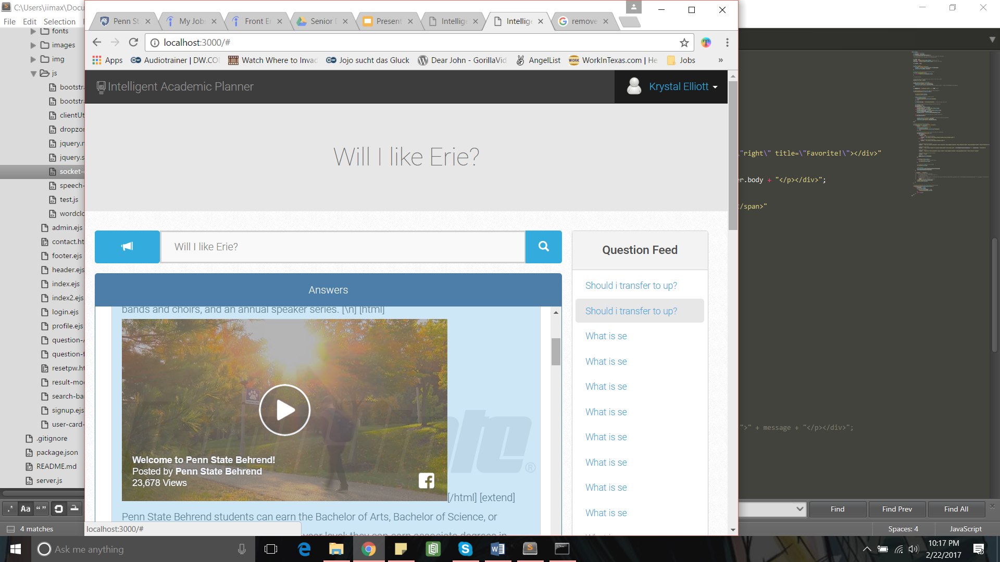 C:\Users\iimax\Docu
File Edit Selection
fonts
images
img
js
bootstr
bootstr
clientUt
dropzo
jquery.
jquery.s
socket-
speech-
test.js
wordclo
admin.ejs
contact.ht
footer.ejs
header.ejs
index.ejs
index2.ejs
login.ejs
profile.ejs
question-
question-
resetpw.ht
result-mo
search-ba
signup.ejs
user-card-
.gitignore
package.json
README.md
server.js
Aa
4 matches
Penn St
My Job
Front E
Senior
Present
Intellig
Intellig
remove
localhost:3000/#
Apps
Audiotrainer | DW.CO
Watch Where to Invad
Jojo sucht das Gluck
Dear John - GorillaVid
AngelList
WORK WorkInTexas.com | He
Jobs
»
Intelligent Academic Planner
Krystal Elliott
Will I like Erie?
Will I like Erie?
Answers
bands and choirs, and an annual speaker series. [\n] [html]
Welcome to Penn State Behrend!
Posted by Penn State Behrend
23,678 Views
[/html] [extend]
Penn State Behrend students can earn the Bachelor of Arts, Bachelor of Science, or
Question Feed
Should i transfer to up?
Should i transfer to up?
What is se
What is se
What is se
What is se
What is se
What is se
What is se
What is se
localhost:3000/#
\"right\" title=\"Favorite!\"></div>"
er.body + "</p></div>";
/span>"
">" + message + "</p></div>";
Find
Find Prev
Find All
Spaces: 4
JavaScript
Ask me anything
10:17 PM
2/22/2017